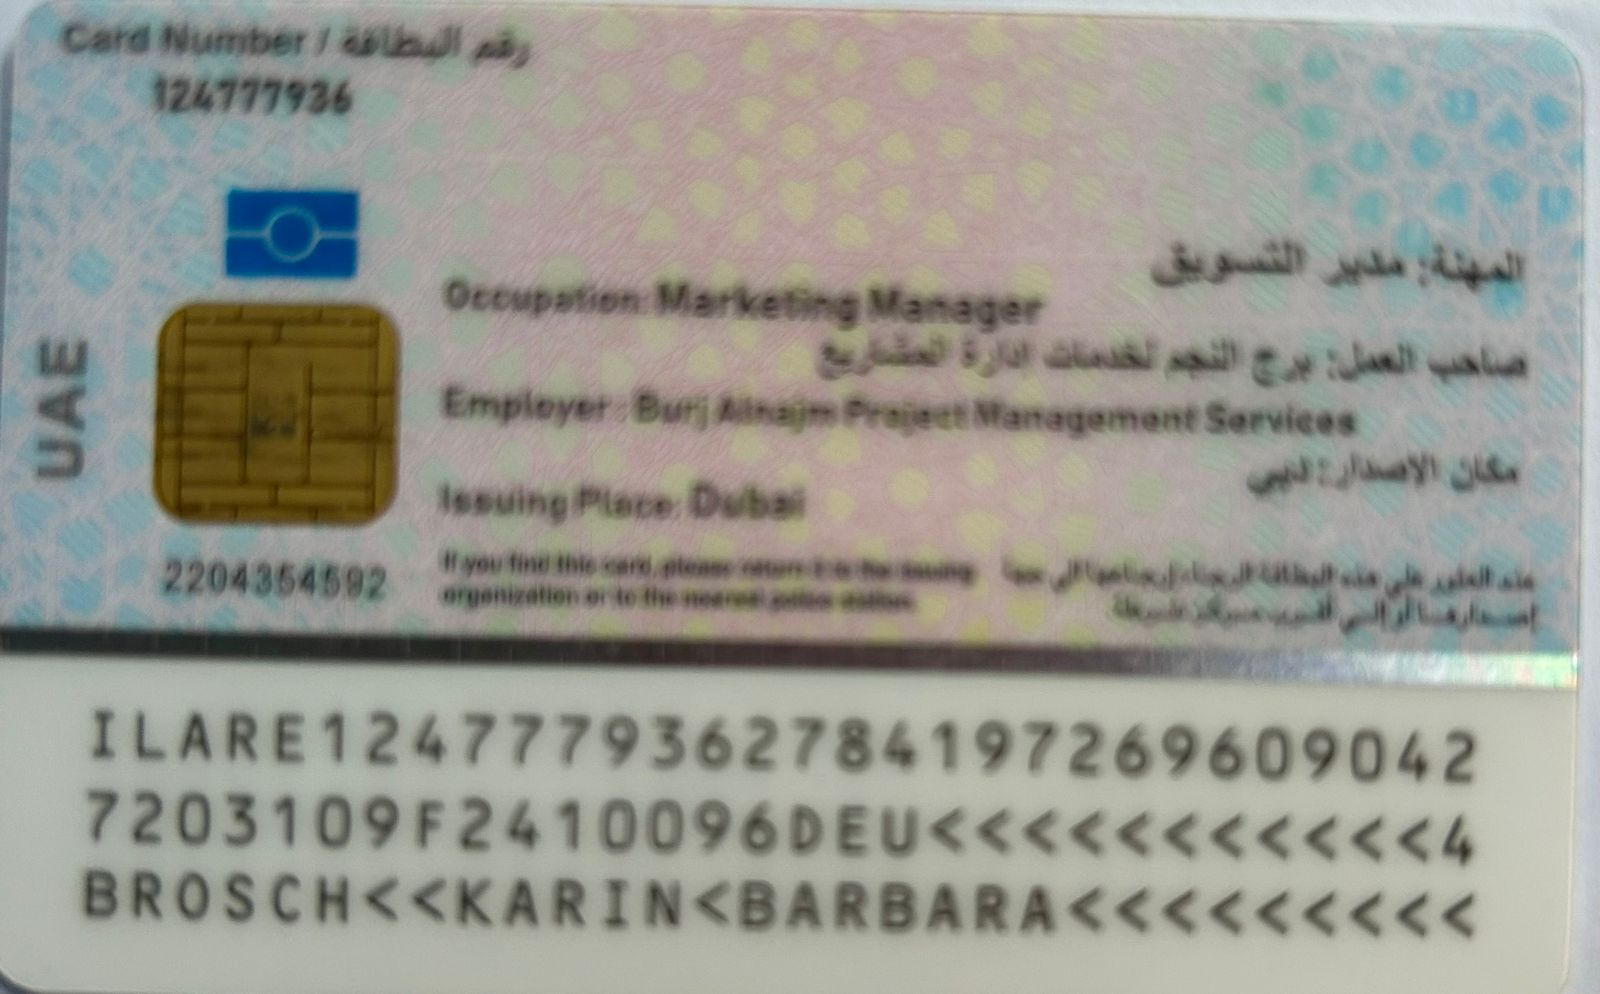 Card Number / رقم البطاقة
124777936
المهنة: مدير التسويق
Occupation: Marketing Manager
صاحب العمل: برج النجم لخدمات ادارة المشاريع
Employer : Burj Alnajm Project Management Services
مكان الاصدار: دبي
Issuing Place: Dubai
UAE
2204354592
If you find this card, please return it to the issuing
organization or to the nearest police station.
عند العثور على هذه البطاقة الرجاء إرجاعها الى جهة
إصدارها أو إلى أقرب مركز شرطة
ILARE1247779362784197269609042
7203109F2410096DEU<<<<<<<<<<<4
BROSCH<<KARIN<BARBARA<<<<<<<<<